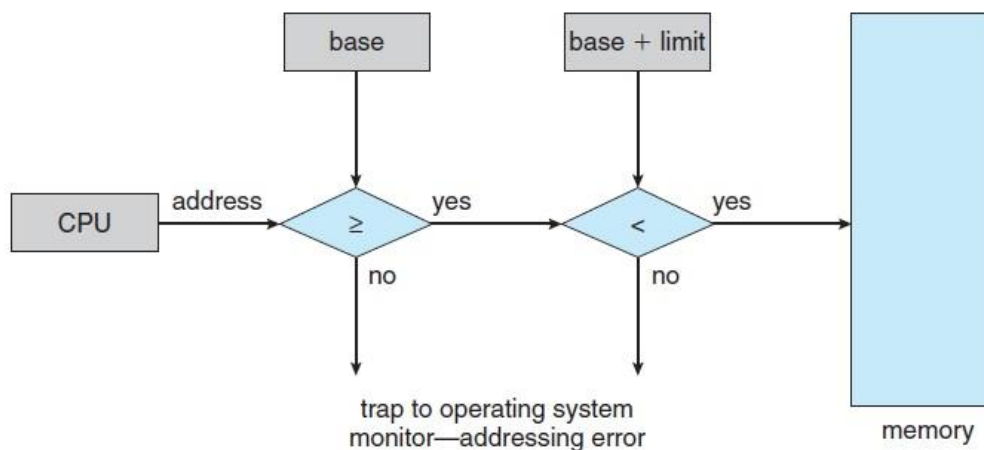 base
base + limit
CPU
address
≥
yes
<
yes
no
no
trap to operating system
monitor—addressing error
memory